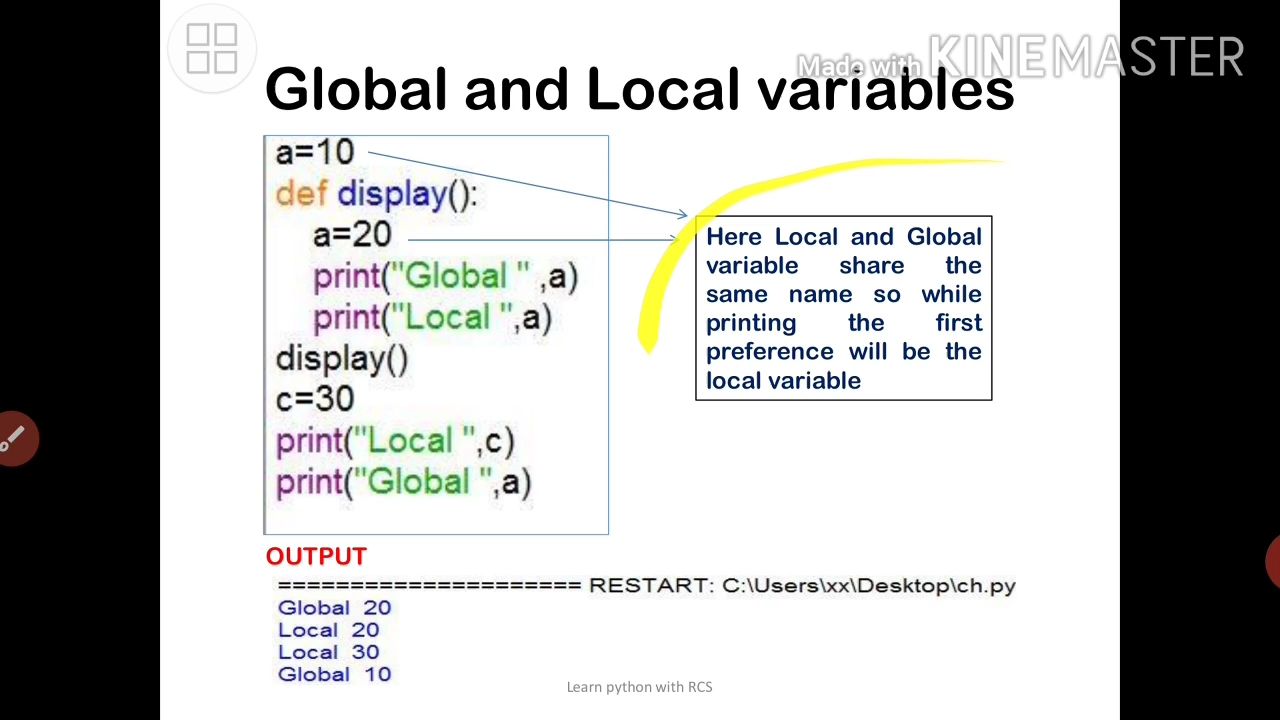 Made with KINEMASTER
Global and Local variables
a=10
def display():
a=20
print("Global " ,a)
print("Local ",a)
display()
c=30
print("Local ",c)
print("Global ",a)
Here Local and Global
variable share the
same name so while
printing the first
preference will be the
local variable
OUTPUT
===================== RESTART: C:\Users\xx\Desktop\ch.py
Global 20
Local 20
Local 30
Global 10
Learn python with RCS